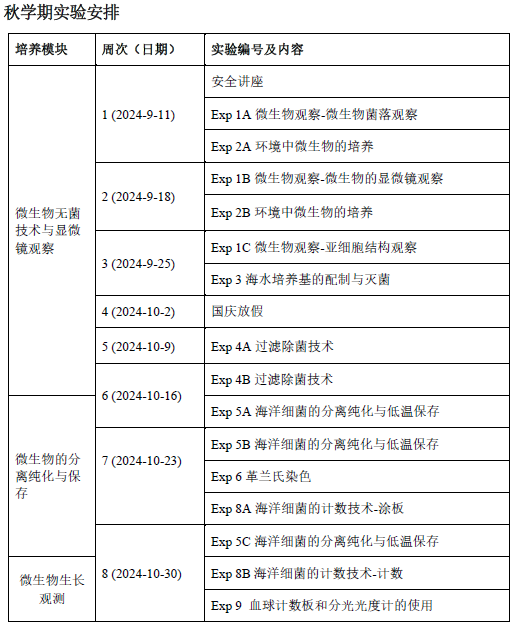 秋学期实验安排
培养模块 周次（日期） 实验编号及内容
微生物无菌
技术与显微
镜观察
1 (2024-9-11)
安全讲座
Exp 1A 微生物观察-微生物菌落观察
Exp 2A 环境中微生物的培养
2 (2024-9-18)
Exp 1B 微生物观察-微生物的显微镜观察
Exp 2B 环境中微生物的培养
3 (2024-9-25)
Exp 1C 微生物观察-亚细胞结构观察
Exp 3 海水培养基的配制与灭菌
4 (2024-10-2) 国庆放假
5 (2024-10-9) Exp 4A 过滤除菌技术
6 (2024-10-16)
Exp 4B 过滤除菌技术
微生物的分
离纯化与保
存
Exp 5A 海洋细菌的分离纯化与低温保存
7 (2024-10-23)
Exp 5B 海洋细菌的分离纯化与低温保存
Exp 6 革兰氏染色
Exp 8A 海洋细菌的计数技术-涂板
8 (2024-10-30)
Exp 5C 海洋细菌的分离纯化与低温保存
微生物生长
观测
Exp 8B 海洋细菌的计数技术-计数
Exp 9 血球计数板和分光光度计的使用